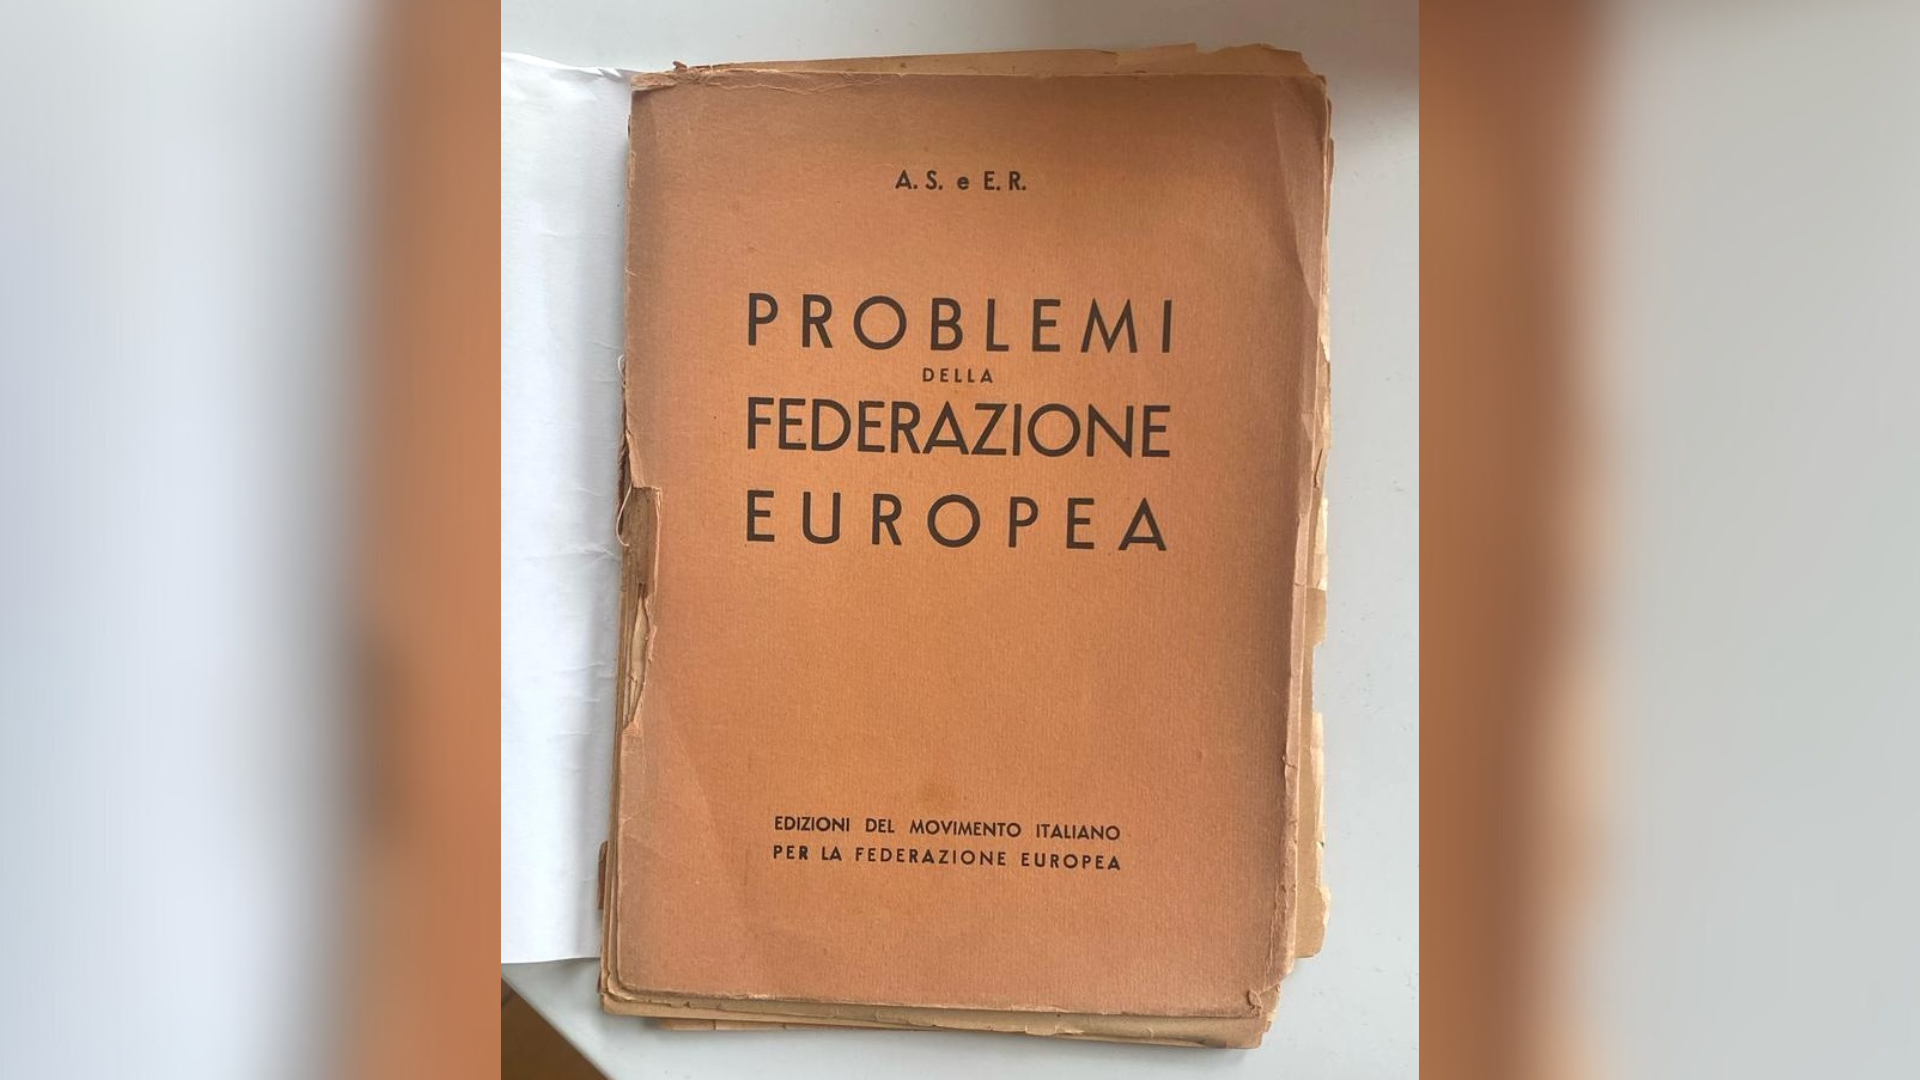 A. S. e E. R.
PROBLEMI
DELLA
FEDERAZIONE
EUROPEA
EDIZIONI DEL MOVIMENTO ITALIANO
PER LA FEDERAZIONE EUROPEA